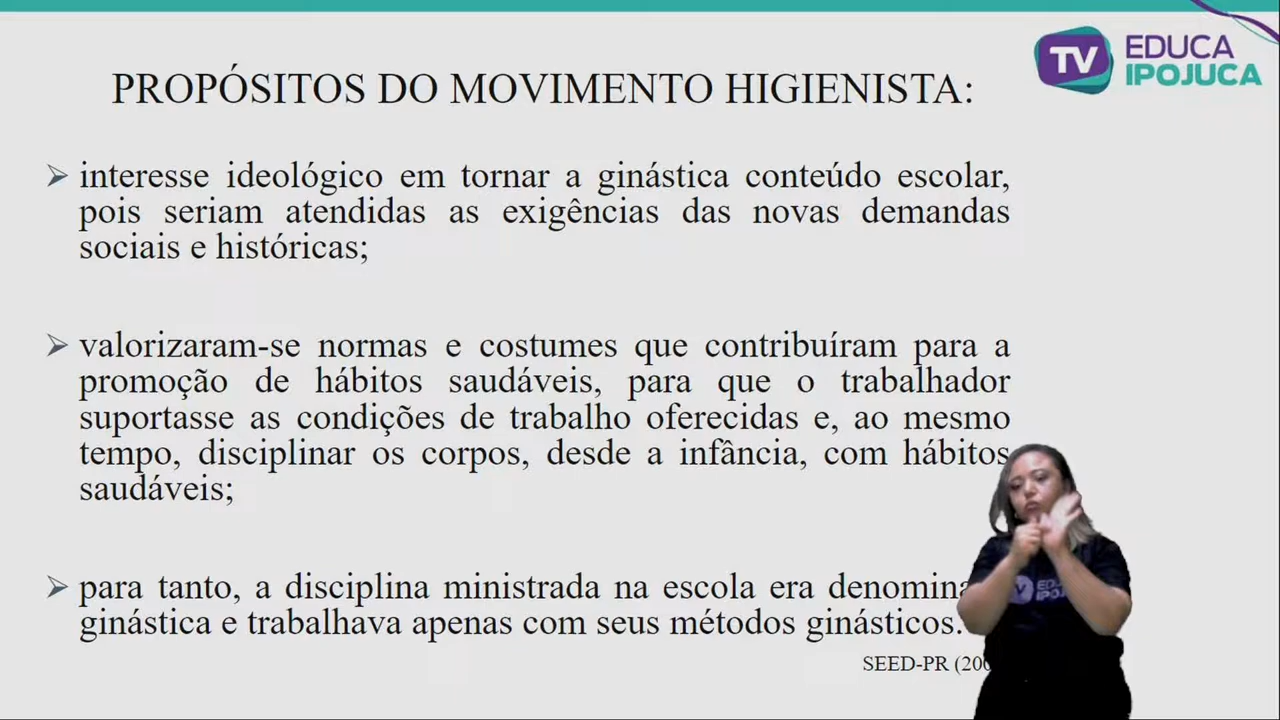 TV EDUCA
IPOJUCA
PROPÓSITOS DO MOVIMENTO HIGIENISTA:
➢ interesse ideológico em tornar a ginástica conteúdo escolar,
pois seriam atendidas as exigências das novas demandas
sociais e históricas;
➢ valorizaram-se normas e costumes que contribuíram para a
promoção de hábitos saudáveis, para que o trabalhador
suportasse as condições de trabalho oferecidas e, ao mesmo
tempo, disciplinar os corpos, desde a infância, com hábitos
saudáveis;
➢ para tanto, a disciplina ministrada na escola era
ginástica e trabalhava apenas com seus métodos ginásticos.
SEED-PR